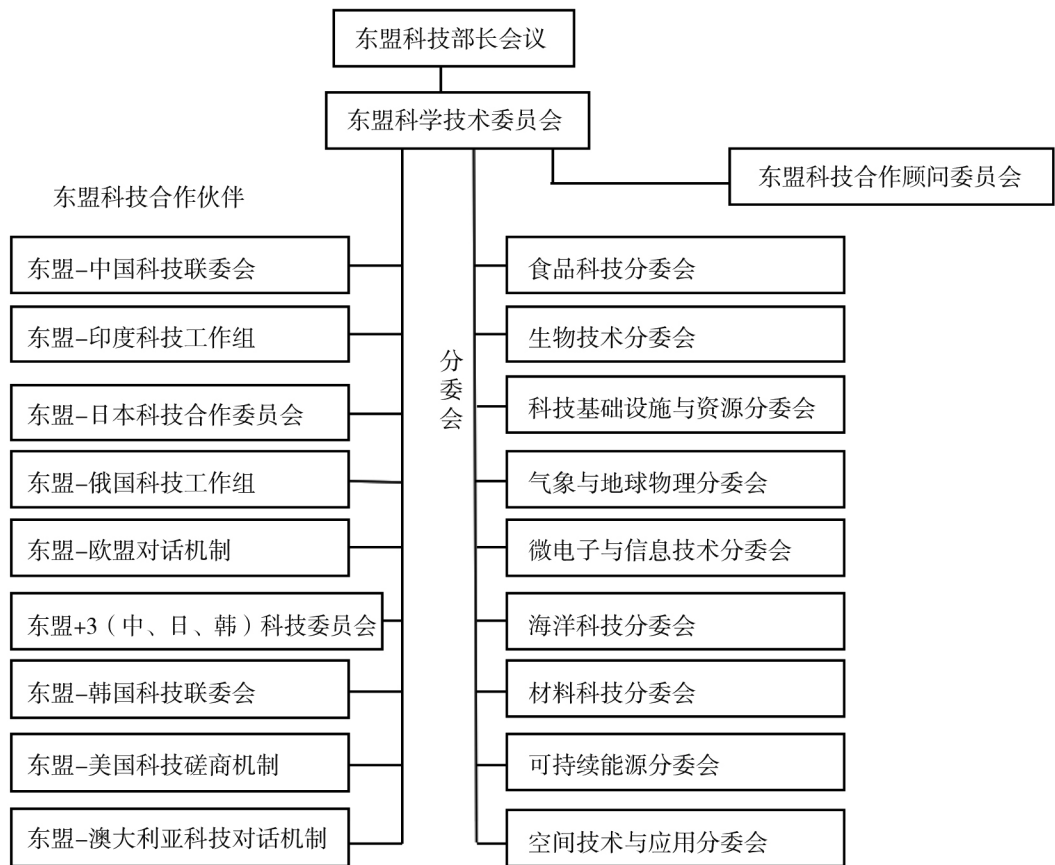 东盟科技部长会议
东盟科学技术委员会
东盟科技合作顾问委员会
东盟科技合作伙伴
东盟–中国科技联委会
东盟–印度科技工作组
东盟–日本科技合作委员会
东盟–俄国科技工作组
东盟–欧盟对话机制
东盟+3（中、日、韩）科技委员会
东盟–韩国科技联委会
东盟–美国科技磋商机制
东盟–澳大利亚科技对话机制
分委会
食品科技分委会
生物技术分委会
科技基础设施与资源分委会
气象与地球物理分委会
微电子与信息技术分委会
海洋科技分委会
材料科技分委会
可持续能源分委会
空间技术与应用分委会